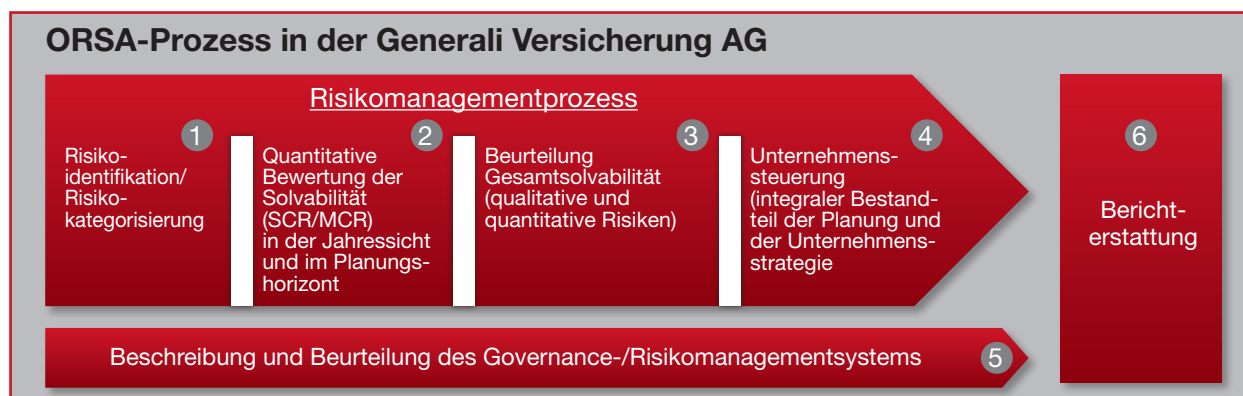 ORSA-Prozess in der Generali Versicherung AG
Risikomanagementprozess
1
Risiko-
identifikation/
Risiko-
kategorisierung
2
Quantitative
Bewertung der
Solvabilität
(SCR/MCR)
in der Jahressicht
und im Planungs-
horizont
3
Beurteilung
Gesamtsolvabilität
(qualitative und
quantitative Risiken)
4
Unternehmens-
steuerung
(integraler Bestand-
teil der Planung und
der Unternehmens-
strategie
6
Bericht-
erstattung
Beschreibung und Beurteilung des Governance-/Risikomanagementsystems
5